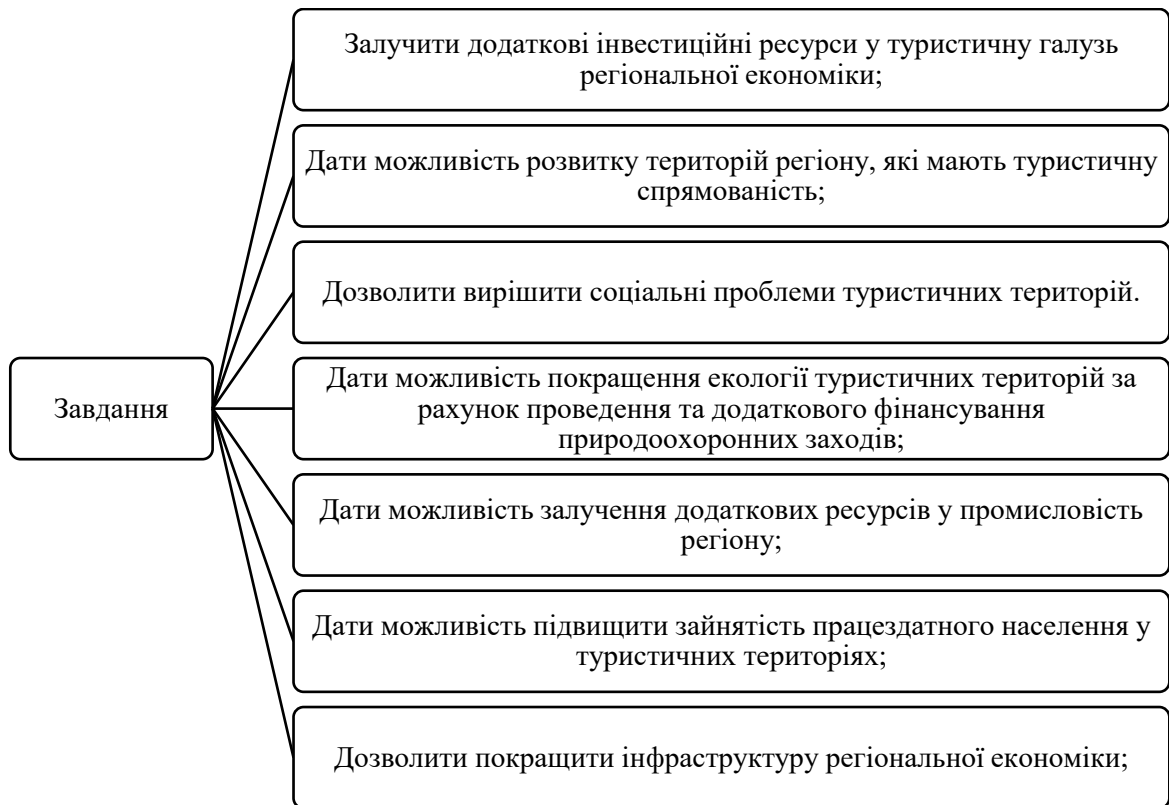 Залучити додаткові інвестиційні ресурси у туристичну галузь
регіональної економіки;
Дати можливість розвитку територій регіону, які мають туристичну
спрямованість;
Дозволити вирішити соціальні проблеми туристичних територій.
Завдання
Дати можливість покращення екології туристичних територій за
рахунок проведення та додаткового фінансування
природоохоронних заходів;
Дати можливість залучення додаткових ресурсів у промисловість
регіону;
Дати можливість підвищити зайнятість працездатного населення у
туристичних територіях;
Дозволити покращити інфраструктуру регіональної економіки;